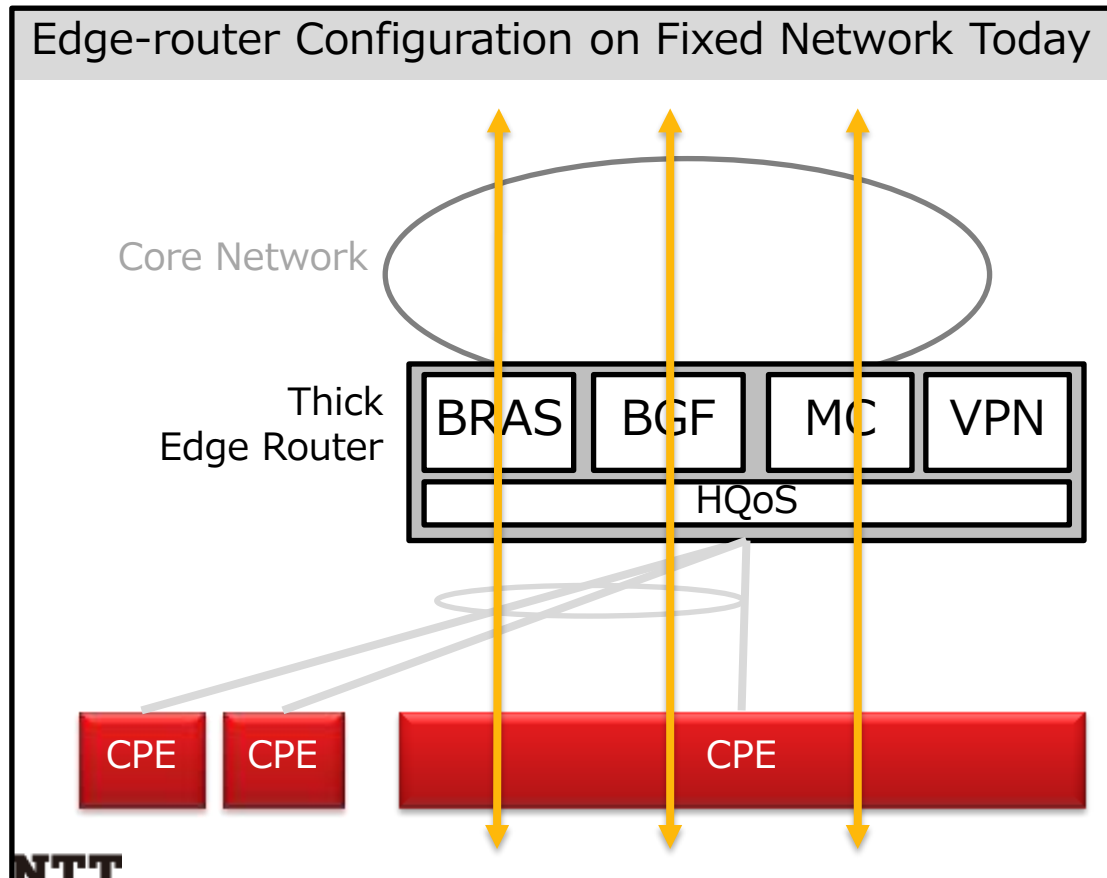 Edge-router Configuration on Fixed Network Today
Core Network
Thick
Edge Router
BRAS
BGF
MC
VPN
HQoS
CPE
CPE
CPE
NTT